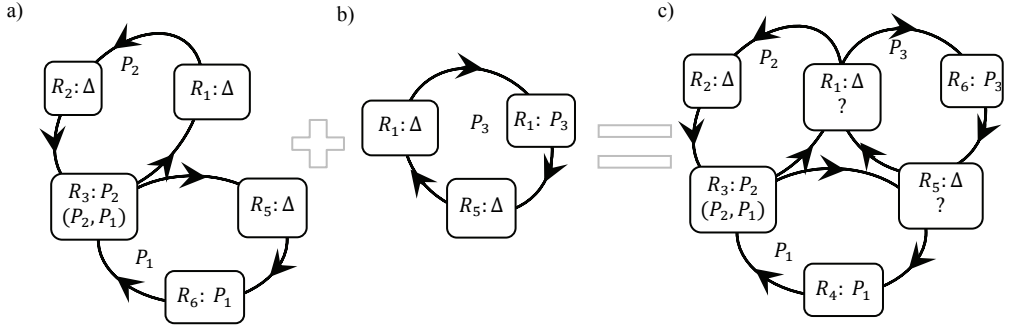 a)
P₂
R₂: Δ
R₁: Δ
R₃: P₂
(P₂, P₁)
R₅: Δ
P₁
R₆: P₁
b)
R₁: Δ
P₃
R₁: P₃
R₅: Δ
c)
P₂
P₃
R₂: Δ
R₁: Δ
?
R₆: P₃
R₃: P₂
(P₂, P₁)
R₅: Δ
?
P₁
R₄: P₁